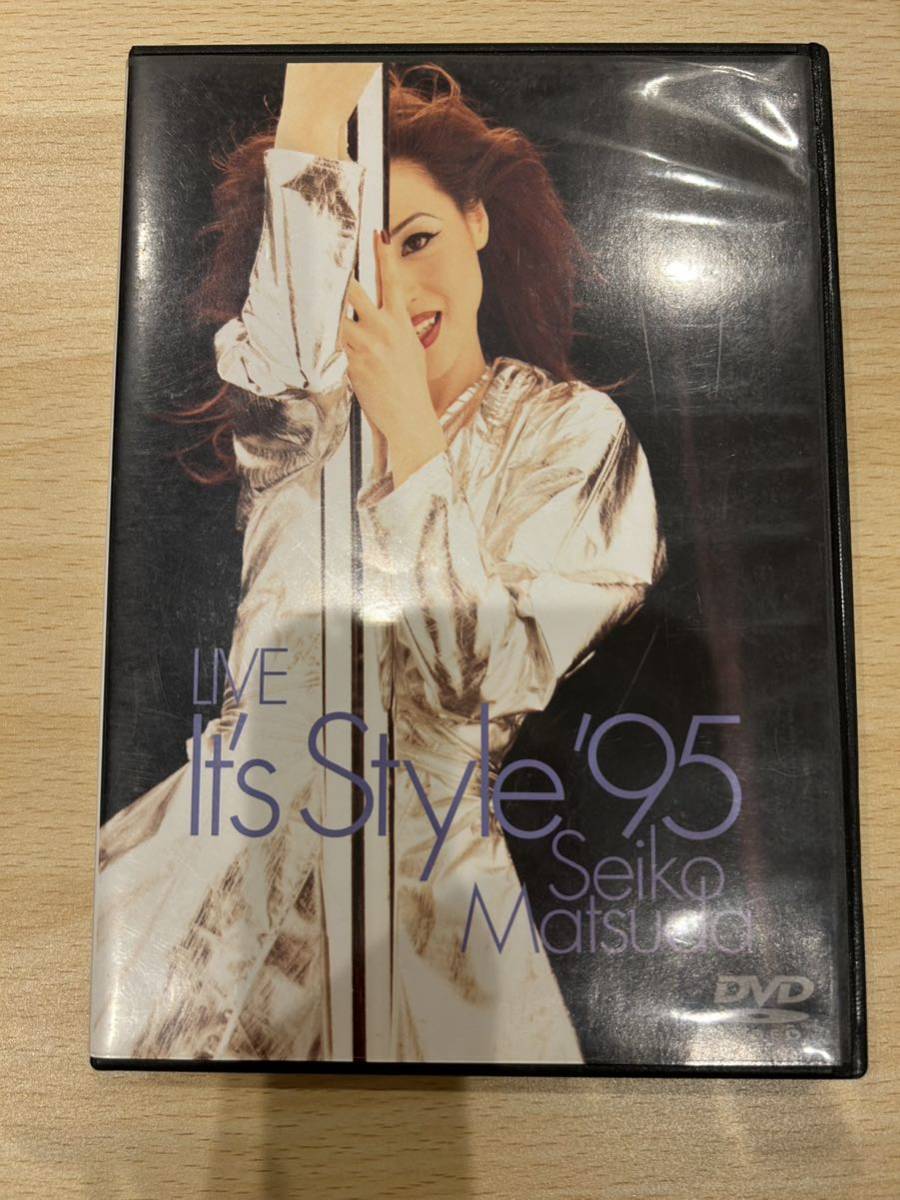 LIVE
It's Style '95
Seiko
Matsuda
DVD